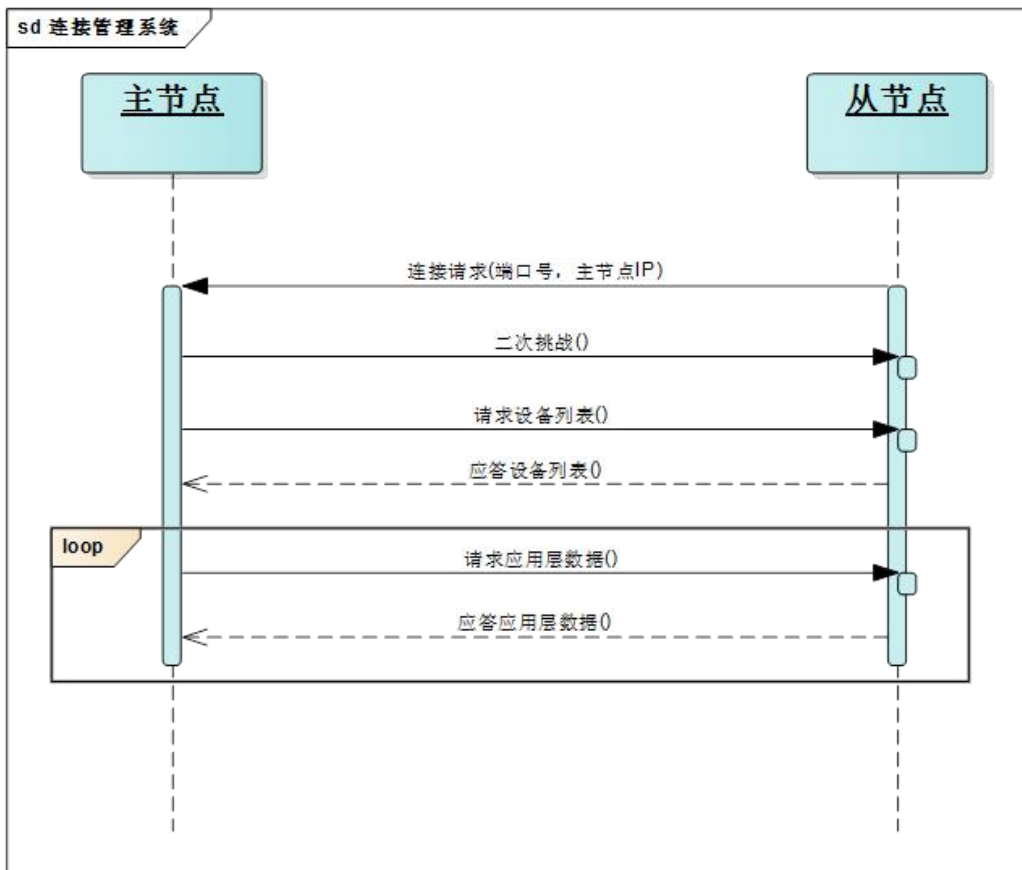 sd 连接管理系统
主节点
从节点
连接请求(端口号，主节点IP)
二次挑战()
请求设备列表()
应答设备列表()
loop
请求应用层数据()
应答应用层数据()